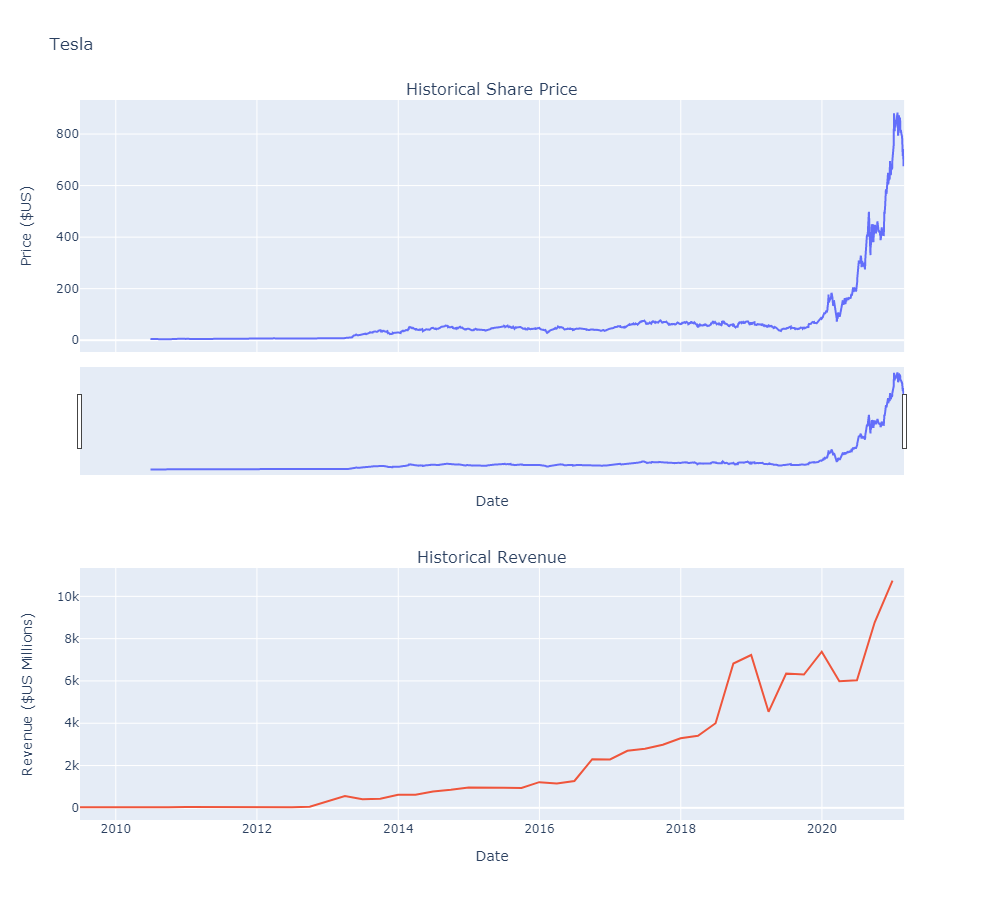 Tesla
Historical Share Price
Price ($US)
800
600
400
200
0
Date
Historical Revenue
Revenue ($US Millions)
10k
8k
6k
4k
2k
0
2010 2012 2014 2016 2018 2020
Date